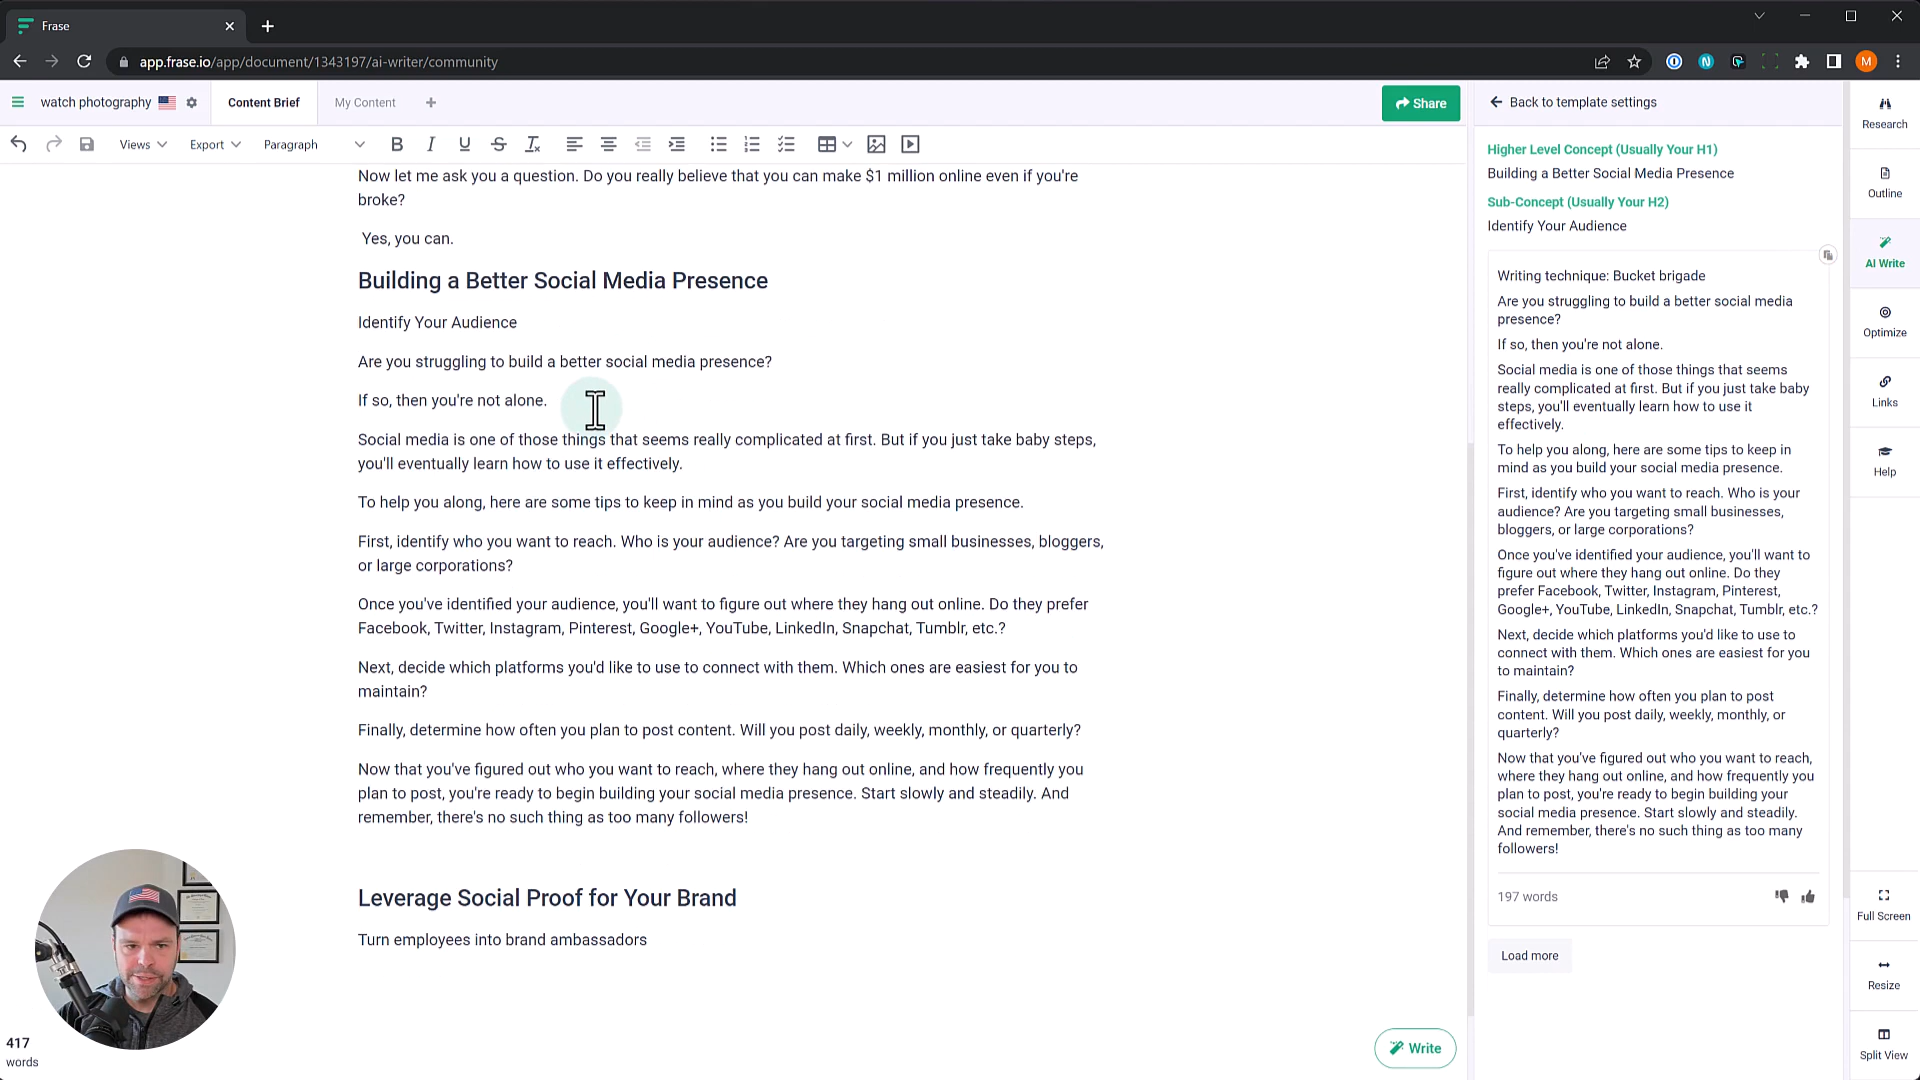 Frase
app.frase.io/app/document/1343197/ai-writer/community
M
watch photography
Content Brief
My Content
Share
Back to template settings
Research
Views
Export
Paragraph
B
I
U
S
Now let me ask you a question. Do you really believe that you can make $1 million online even if you're
broke?
Yes, you can.
Building a Better Social Media Presence
Identify Your Audience
Are you struggling to build a better social media presence?
If so, then you're not alone.
Social media is one of those things that seems really complicated at first. But if you just take baby steps,
you'll eventually learn how to use it effectively.
To help you along, here are some tips to keep in mind as you build your social media presence.
First, identify who you want to reach. Who is your audience? Are you targeting small businesses, bloggers,
or large corporations?
Once you've identified your audience, you'll want to figure out where they hang out online. Do they prefer
Facebook, Twitter, Instagram, Pinterest, Google+, YouTube, LinkedIn, Snapchat, Tumblr, etc.?
Next, decide which platforms you'd like to use to connect with them. Which ones are easiest for you to
maintain?
Finally, determine how often you plan to post content. Will you post daily, weekly, monthly, or quarterly?
Now that you've figured out who you want to reach, where they hang out online, and how frequently you
plan to post, you're ready to begin building your social media presence. Start slowly and steadily. And
remember, there's no such thing as too many followers!
Leverage Social Proof for Your Brand
Turn employees into brand ambassadors
417
words
Write
Higher Level Concept (Usually Your H1)
Building a Better Social Media Presence
Sub-Concept (Usually Your H2)
Identify Your Audience
Writing technique: Bucket brigade
Are you struggling to build a better social media
presence?
If so, then you're not alone.
Social media is one of those things that seems
really complicated at first. But if you just take baby
steps, you'll eventually learn how to use it
effectively.
To help you along, here are some tips to keep in
mind as you build your social media presence.
First, identify who you want to reach. Who is your
audience? Are you targeting small businesses,
bloggers, or large corporations?
Once you've identified your audience, you'll want to
figure out where they hang out online. Do they
prefer Facebook, Twitter, Instagram, Pinterest,
Google+, YouTube, LinkedIn, Snapchat, Tumblr, etc.?
Next, decide which platforms you'd like to use to
connect with them. Which ones are easiest for you
to maintain?
Finally, determine how often you plan to post
content. Will you post daily, weekly, monthly, or
quarterly?
Now that you've figured out who you want to reach,
where they hang out online, and how frequently you
plan to post, you're ready to begin building your
social media presence. Start slowly and steadily.
And remember, there's no such thing as too many
followers!
197 words
Load more
Outline
AI Write
Optimize
Links
Help
Full Screen
Resize
Split View